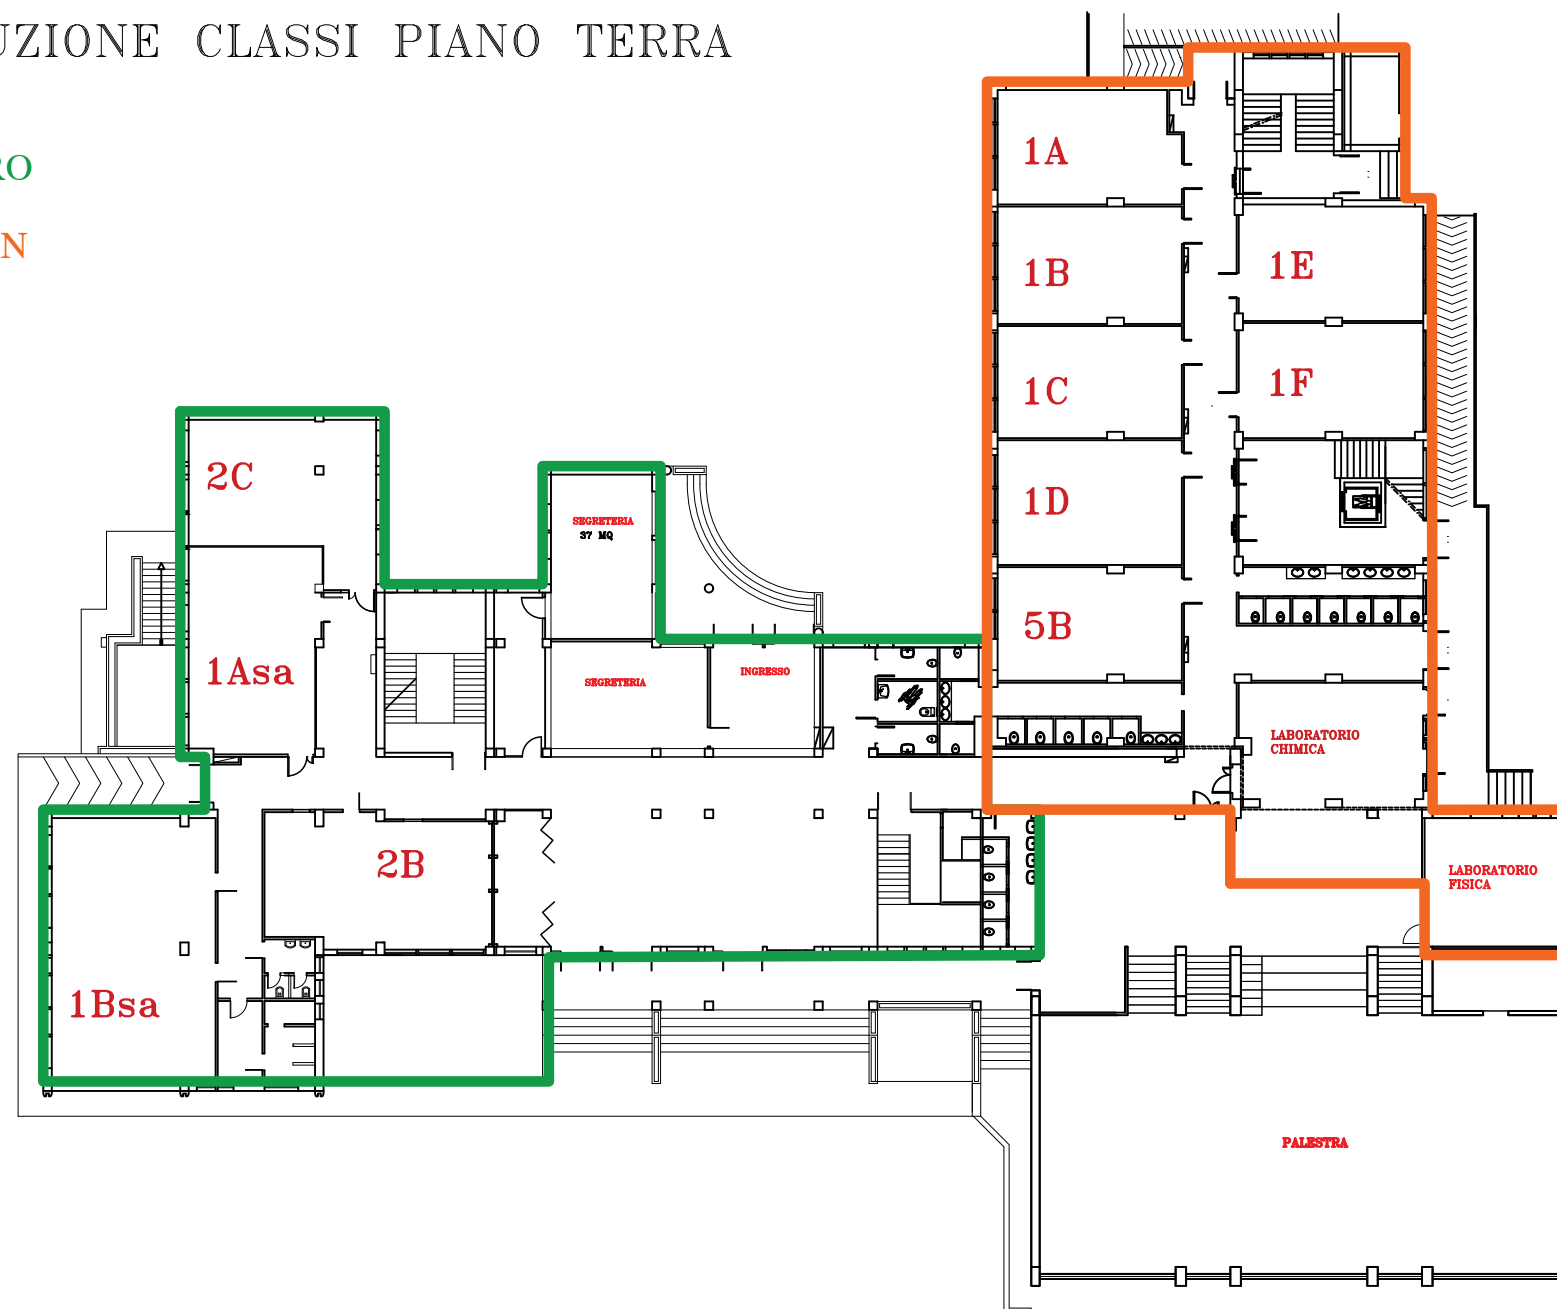 UZIONE CLASSI PIANO TERRA
RO
N
1A
1B
1E
1C
1F
2C
1D
SEGRETERIA
37 MQ
5B
1Asa
SEGRETERIA
INGRESSO
LABORATORIO
CHIMICA
2B
LABORATORIO
FISICA
1Bsa
PALESTRA